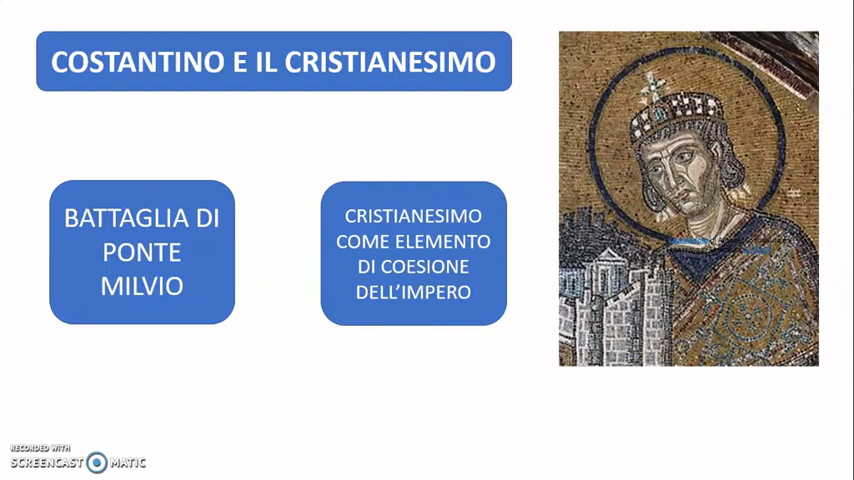 COSTANTINO E IL CRISTIANESIMO
BATTAGLIA DI
PONTE
MILVIO
CRISTIANESIMO
COME ELEMENTO
DI COESIONE
DELL'IMPERO
RECORDED WITH
SCREENCAST MATIC